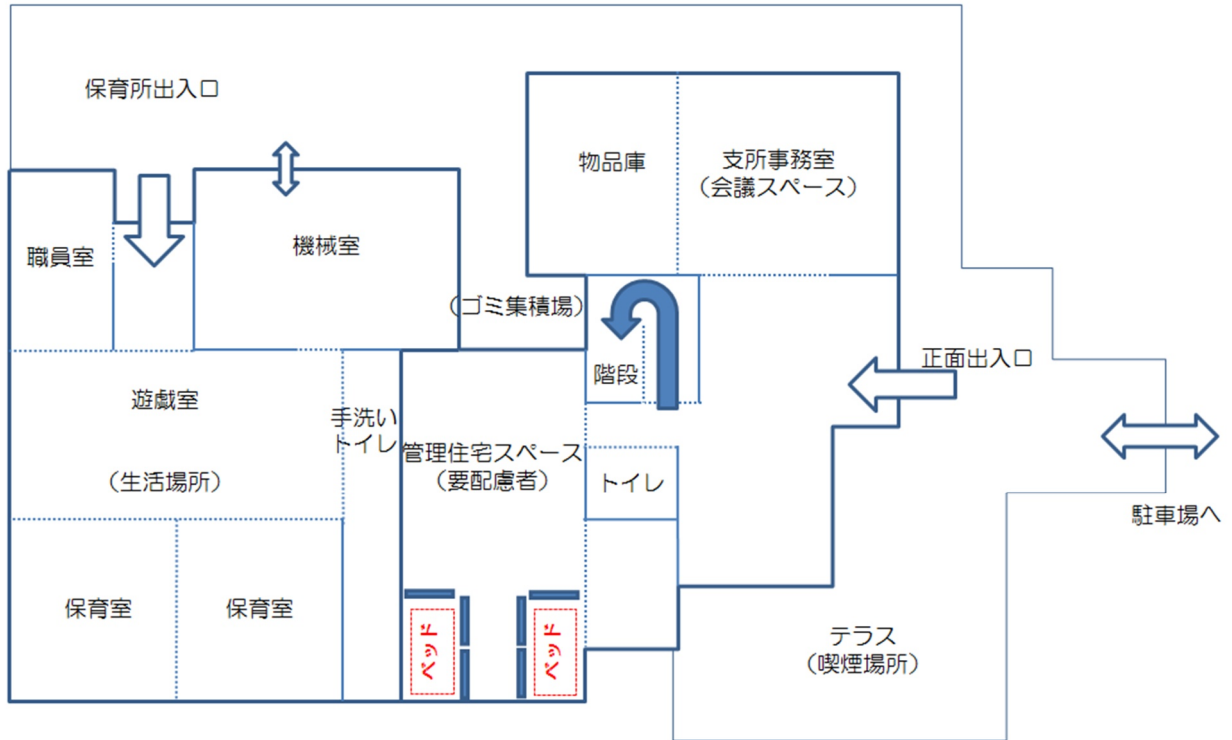 保育所出入口
物品庫
支所事務室
（会議スペース）
職員室
機械室
（ゴミ集積場）
階段
正面出入口
遊戯室
（生活場所）
手洗い
トイレ
管理住宅スペース
（要配慮者）
トイレ
駐車場へ
保育室
保育室
ベッド
ベッド
テラス
（喫煙場所）